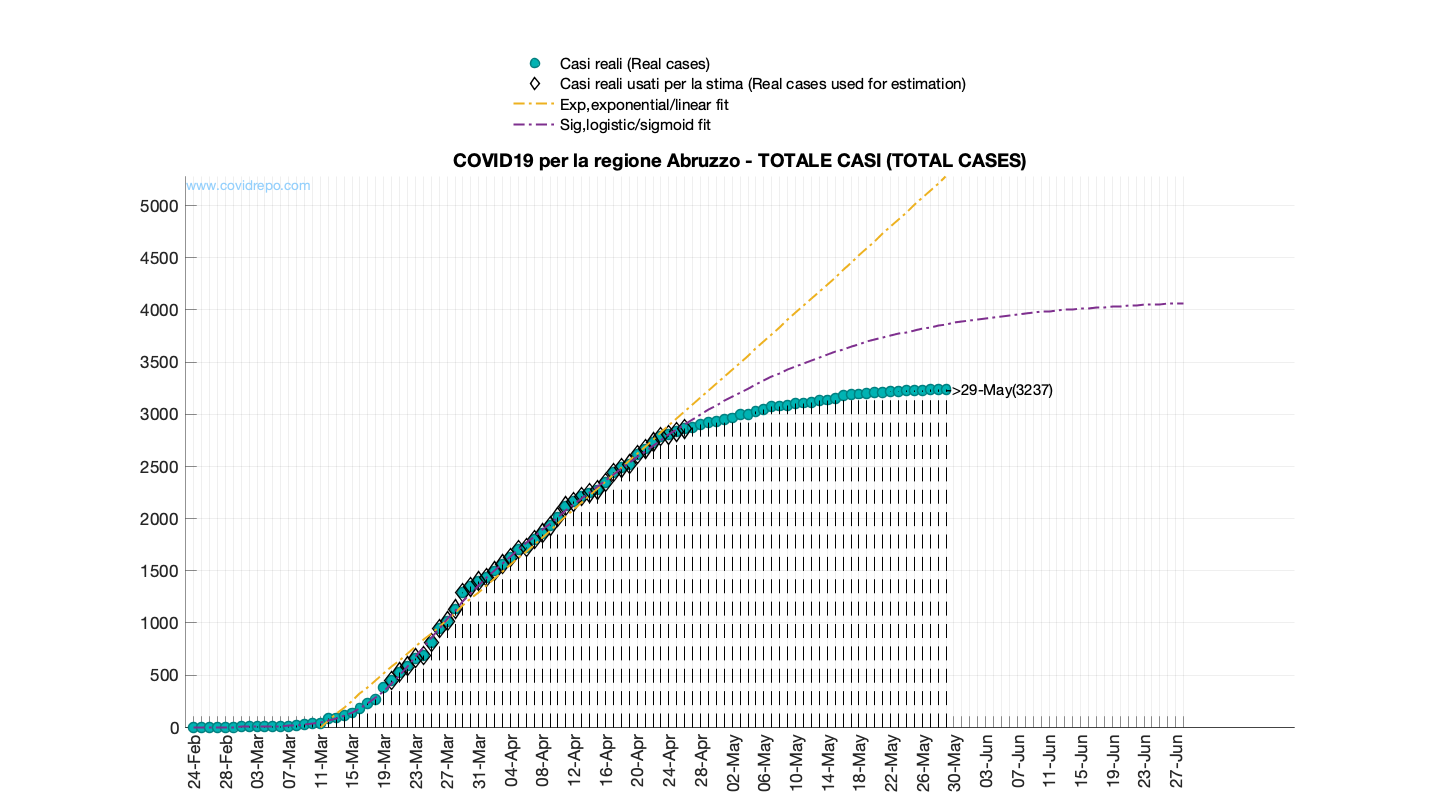 Casi reali (Real cases)
Casi reali usati per la stima (Real cases used for estimation)
Exp,exponential/linear fit
Sig,logistic/sigmoid fit
COVID19 per la regione Abruzzo - TOTALE CASI (TOTAL CASES)
www.covidrepo.com
5000
4500
4000
3500
3000
2500
2000
1500
1000
500
0
>29-May(3237)
24-Feb
28-Feb
03-Mar
07-Mar
11-Mar
15-Mar
19-Mar
23-Mar
27-Mar
31-Mar
04-Apr
08-Apr
12-Apr
16-Apr
20-Apr
24-Apr
28-Apr
02-May
06-May
10-May
14-May
18-May
22-May
26-May
30-May
03-Jun
07-Jun
11-Jun
15-Jun
19-Jun
23-Jun
27-Jun